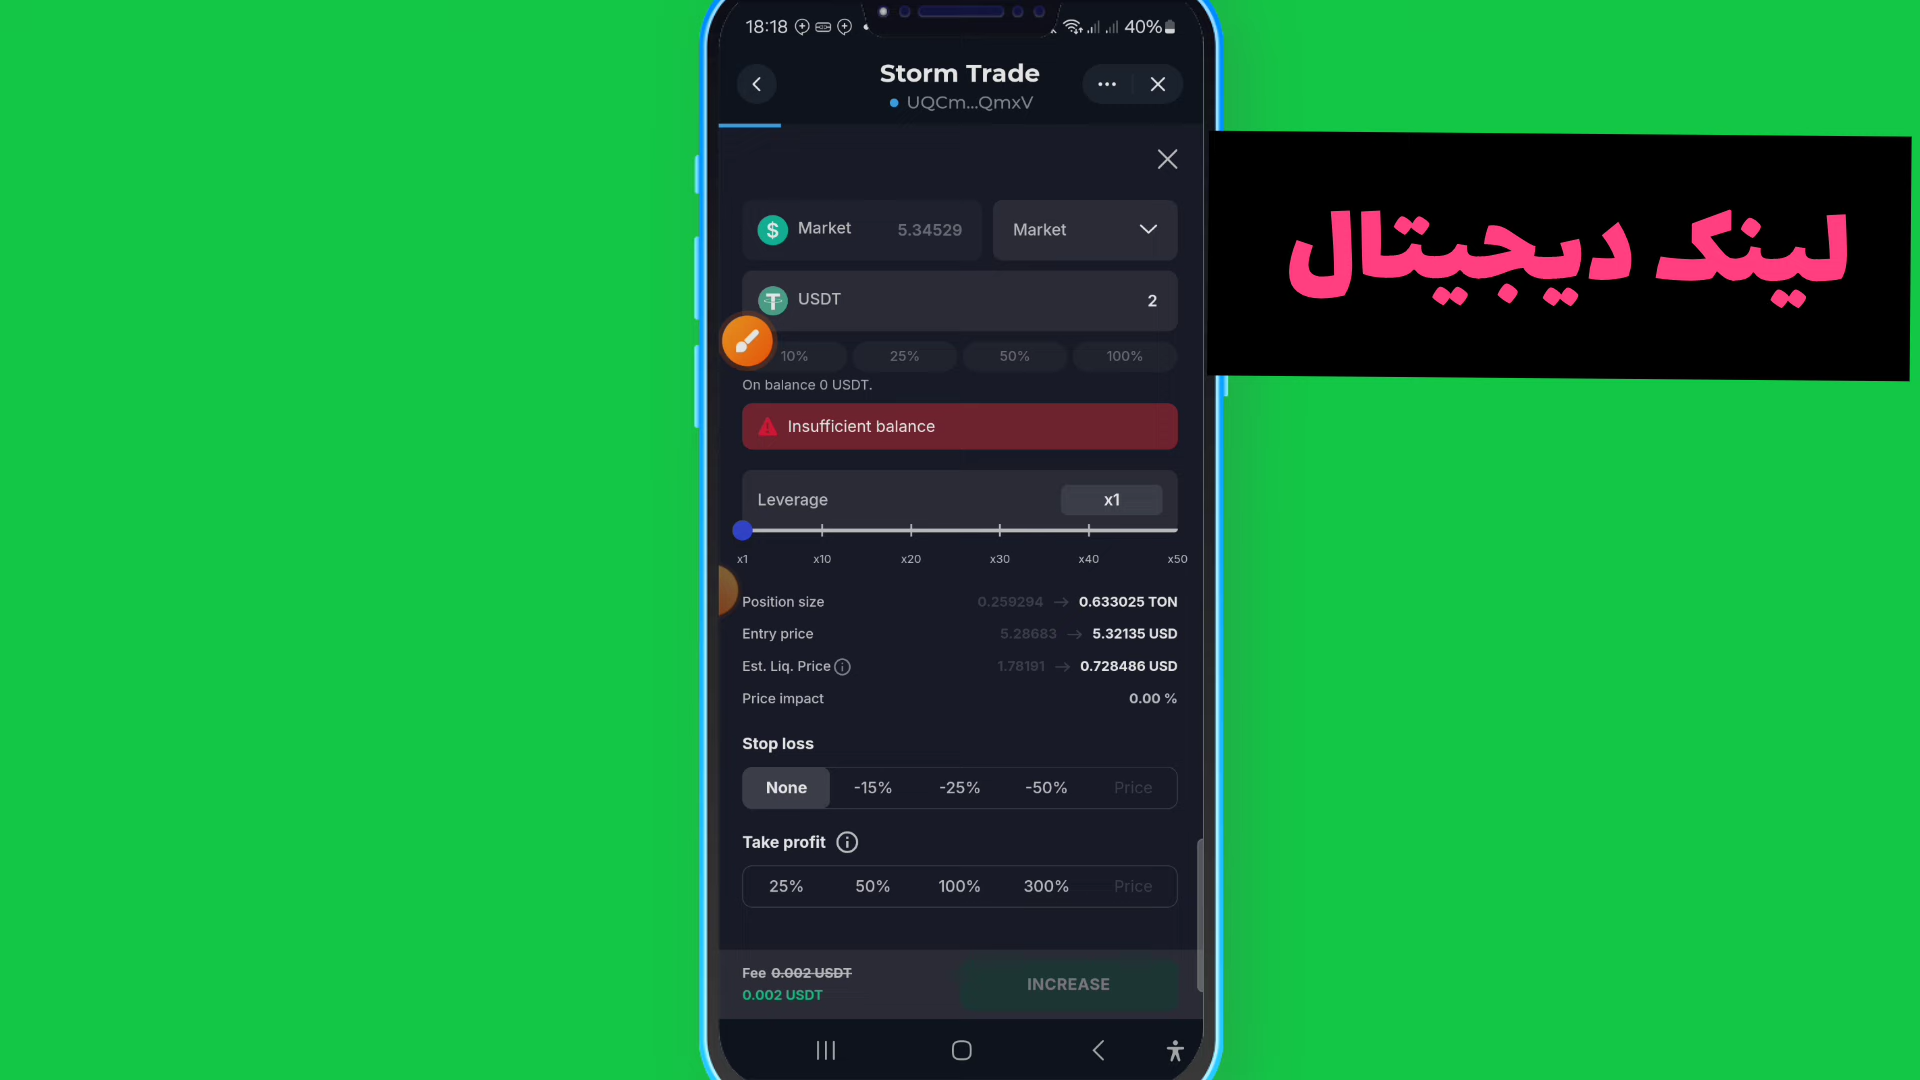 18:18 40%
Storm Trade
UQCm...QmxV
Market 5.34529 Market
لینک دیجیتال
USDT 2
10% 25% 50% 100%
On balance 0 USDT.
Insufficient balance
Leverage x1
x1 x10 x20 x30 x40 x50
Position size 0.259294 → 0.633025 TON
Entry price 5.28683 → 5.32135 USD
Est. Liq. Price 1.78191 → 0.728486 USD
Price impact 0.00 %
Stop loss
None -15% -25% -50% Price
Take profit
25% 50% 100% 300% Price
Fee 0.002 USDT
0.002 USDT
INCREASE